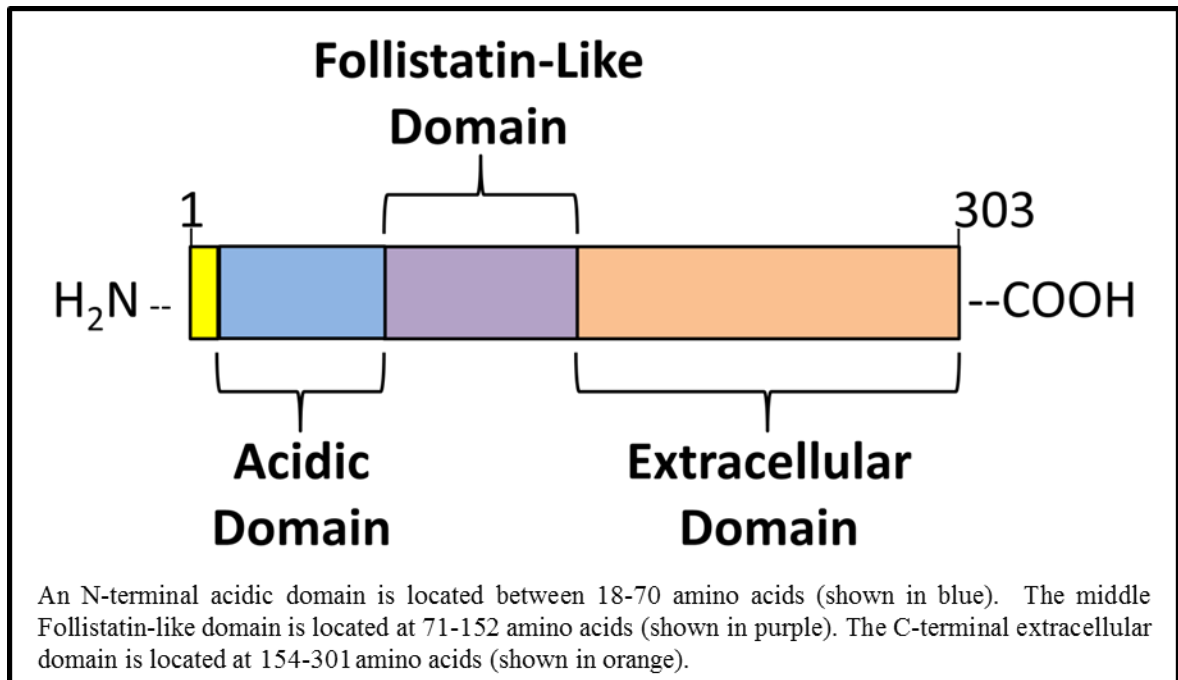 Follistatin-Like
Domain
1
303
H₂N --
--COOH
Acidic
Domain
Extracellular
Domain
An N-terminal acidic domain is located between 18-70 amino acids (shown in blue). The middle
Follistatin-like domain is located at 71-152 amino acids (shown in purple). The C-terminal extracellular
domain is located at 154-301 amino acids (shown in orange).